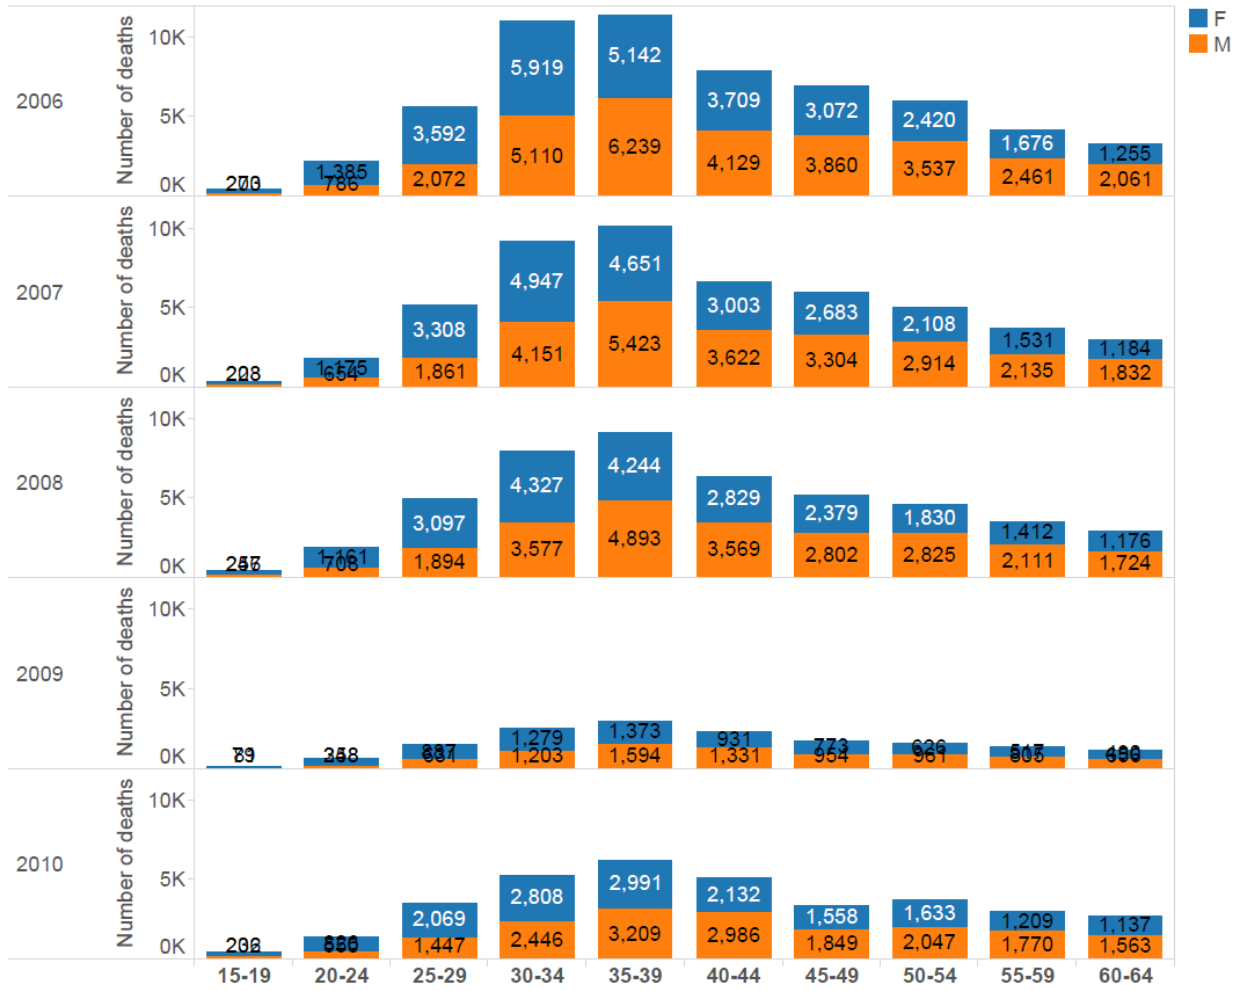 F
M
2006
Number of deaths
10K
5K
0K
5,919 5,142 3,709 3,072 2,420 1,676 1,255
3,592 1,385
5,110 6,239 4,129 3,860 3,537 2,461 2,061
2,072 786
2007
Number of deaths
10K
5K
0K
4,947 4,651 3,003 2,683 2,108 1,531 1,184
3,308 1,175
4,151 5,423 3,622 3,304 2,914 2,135 1,832
1,861 654
2008
Number of deaths
10K
5K
0K
4,327 4,244 2,829 2,379 1,830 1,412 1,176
3,097 1,161
3,577 4,893 3,569 2,802 2,825 2,111 1,724
1,894 708
2009
Number of deaths
10K
5K
0K
1,279 1,373 931 773 626
1,203 1,594 1,331 954 961
2010
Number of deaths
10K
5K
0K
2,069 2,808 2,991 2,132 1,558 1,633 1,209 1,137
1,447 2,446 3,209 2,986 1,849 2,047 1,770 1,563
15-19 20-24 25-29 30-34 35-39 40-44 45-49 50-54 55-59 60-64